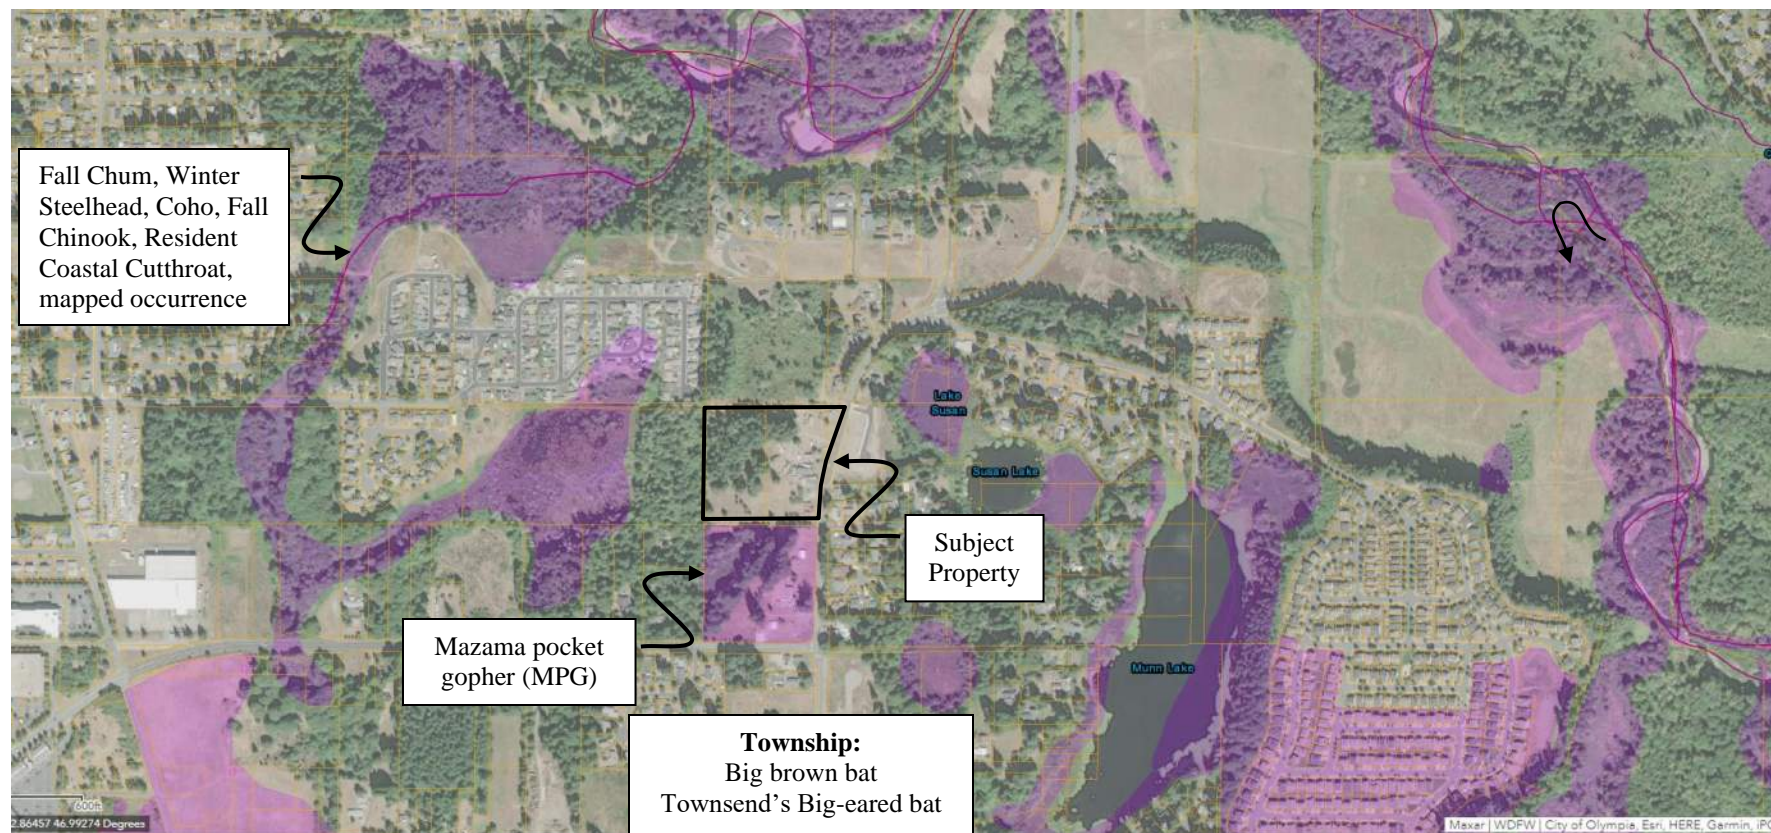 Fall Chum, Winter
Steelhead, Coho, Fall
Chinook, Resident
Coastal Cutthroat,
mapped occurrence
Lake
Susan
Susan Lake
Subject
Property
Mazama pocket
gopher (MPG)
Munn Lake
Township:
Big brown bat
Townsend’s Big-eared bat
600ft
2.86457 46.99274 Degrees
Maxar | WDFW | City of Olympia, Esri, HERE, Garmin, iPC